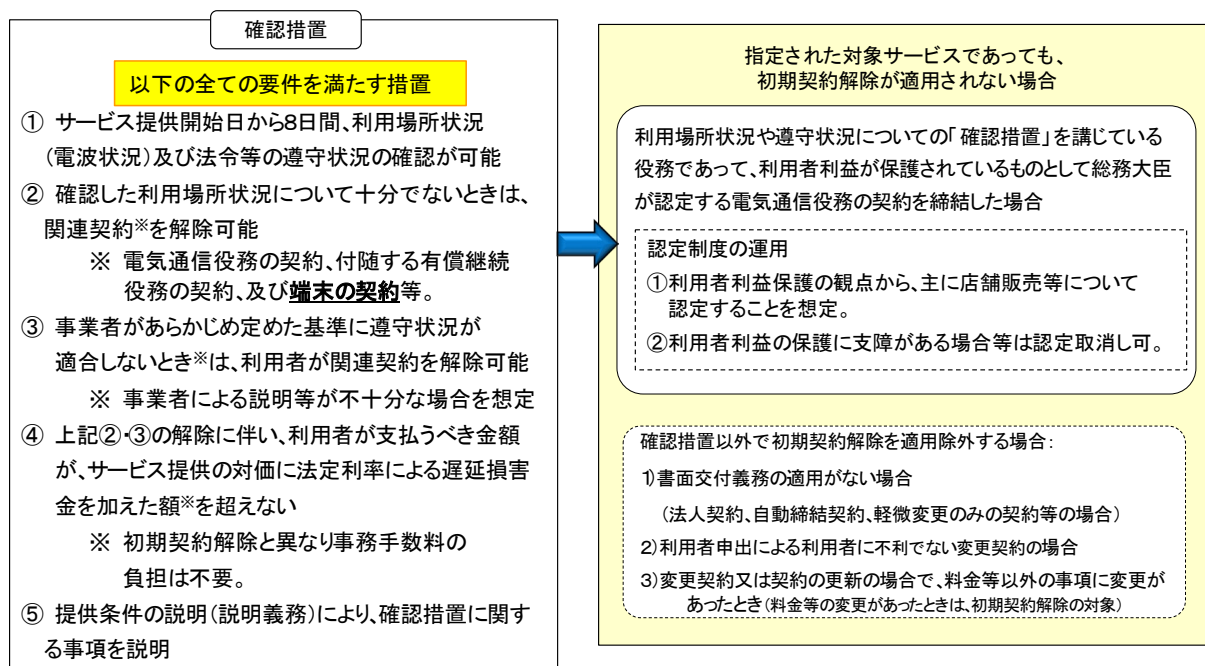 確認措置
以下の全ての要件を満たす措置
① サービス提供開始日から8日間、利用場所状況
(電波状況)及び法令等の遵守状況の確認が可能
② 確認した利用場所状況について十分でないときは、
関連契約※を解除可能
※ 電気通信役務の契約、付随する有償継続
役務の契約、及び端末の契約等。
③ 事業者があらかじめ定めた基準に遵守状況が
適合しないとき※は、利用者が関連契約を解除可能
※ 事業者による説明等が不十分な場合を想定
④ 上記②・③の解除に伴い、利用者が支払うべき金額
が、サービス提供の対価に法定利率による遅延損害
金を加えた額※を超えない
※ 初期契約解除と異なり事務手数料の
負担は不要。
⑤ 提供条件の説明(説明義務)により、確認措置に関す
る事項を説明
指定された対象サービスであっても、
初期契約解除が適用されない場合
利用場所状況や遵守状況についての「確認措置」を講じている
役務であって、利用者利益が保護されているものとして総務大臣
が認定する電気通信役務の契約を締結した場合
認定制度の運用
①利用者利益保護の観点から、主に店舗販売等について
認定することを想定。
②利用者利益の保護に支障がある場合等は認定取消し可。
確認措置以外で初期契約解除を適用除外する場合:
1)書面交付義務の適用がない場合
(法人契約、自動締結契約、軽微変更のみの契約等の場合)
2)利用者申出による利用者に不利でない変更契約の場合
3)変更契約又は契約の更新の場合で、料金等以外の事項に変更が
あったとき(料金等の変更があったときは、初期契約解除の対象)